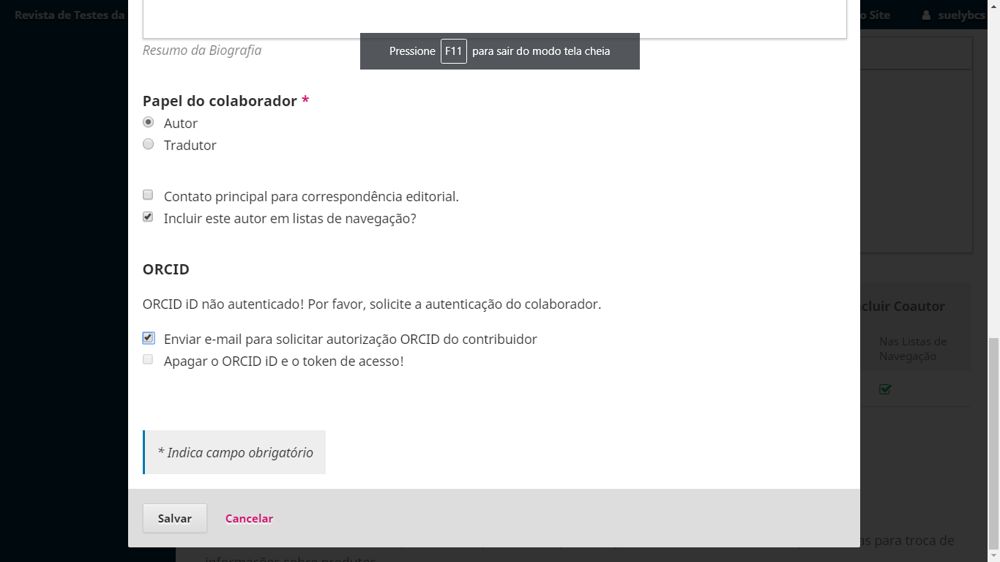 Revista de Testes da
o Site
suelybcs
Resumo da Biografia
Pressione F11 para sair do modo tela cheia
Papel do colaborador *
Autor
Tradutor
Contato principal para correspondência editorial.
Incluir este autor em listas de navegação?
ORCID
ORCID iD não autenticado! Por favor, solicite a autenticação do colaborador.
cluir Coautor
Enviar e-mail para solicitar autorização ORCID do contribuidor
Nas Listas de
Navegação
Apagar o ORCID iD e o token de acesso!
* Indica campo obrigatório
Salvar
Cancelar
as para troca de
informações sobre produtos